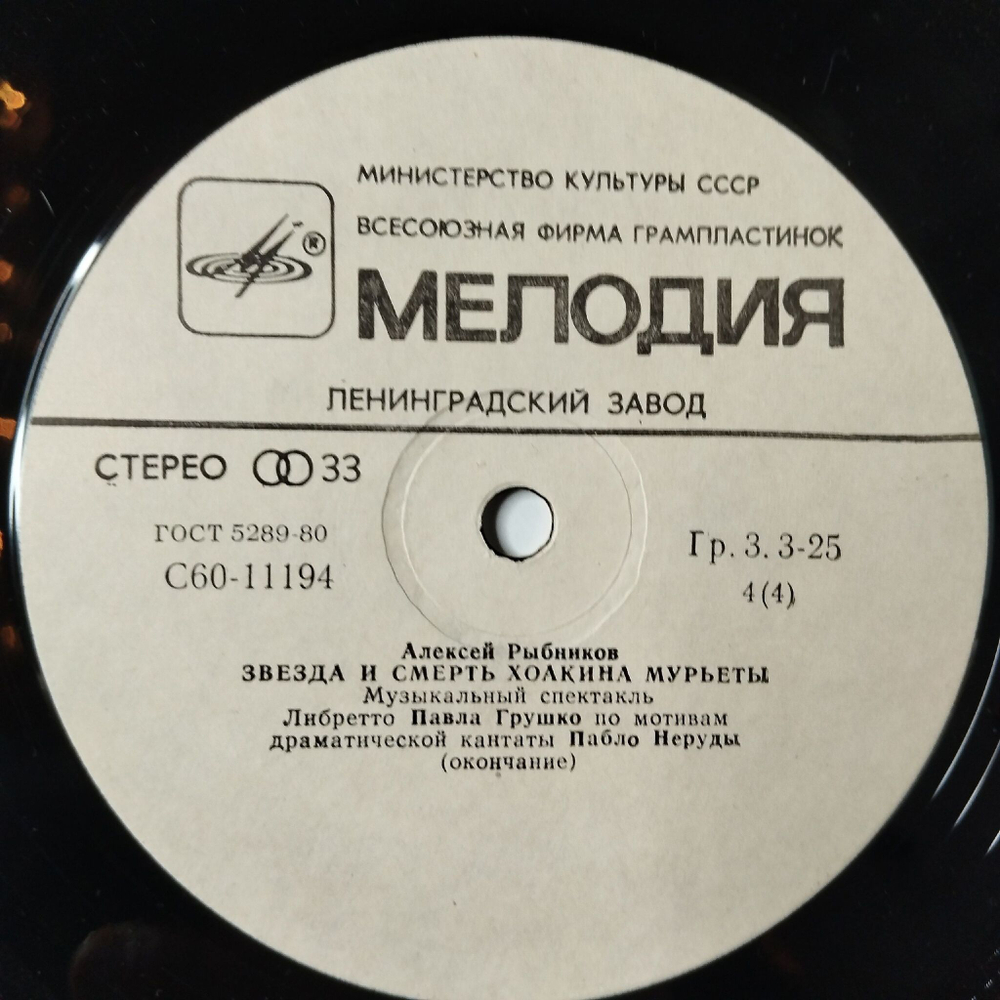 МИНИСТЕРСТВО КУЛЬТУРЫ СССР
ВСЕСОЮЗНАЯ ФИРМА ГРАМПЛАСТИНОК
®
МЕЛОДИЯ
ЛЕНИНГРАДСКИЙ ЗАВОД
СТЕРЕО 33
ГОСТ 5289-80
С60-11194
Гр. 3. 3-25
4(4)
Алексей Рыбников
ЗВЕЗДА И СМЕРТЬ ХОАКИНА МУРЬЕТЫ
Музыкальный спектакль
Либретто Павла Грушко по мотивам
драматической кантаты Пабло Неруды
(окончание)